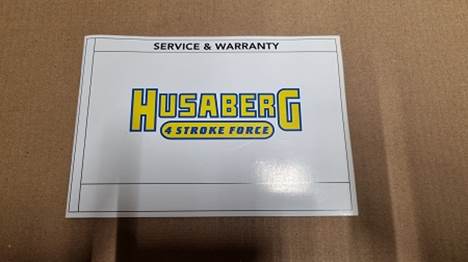 SERVICE & WARRANTY
HUSABERG
4 STROKE FORCE